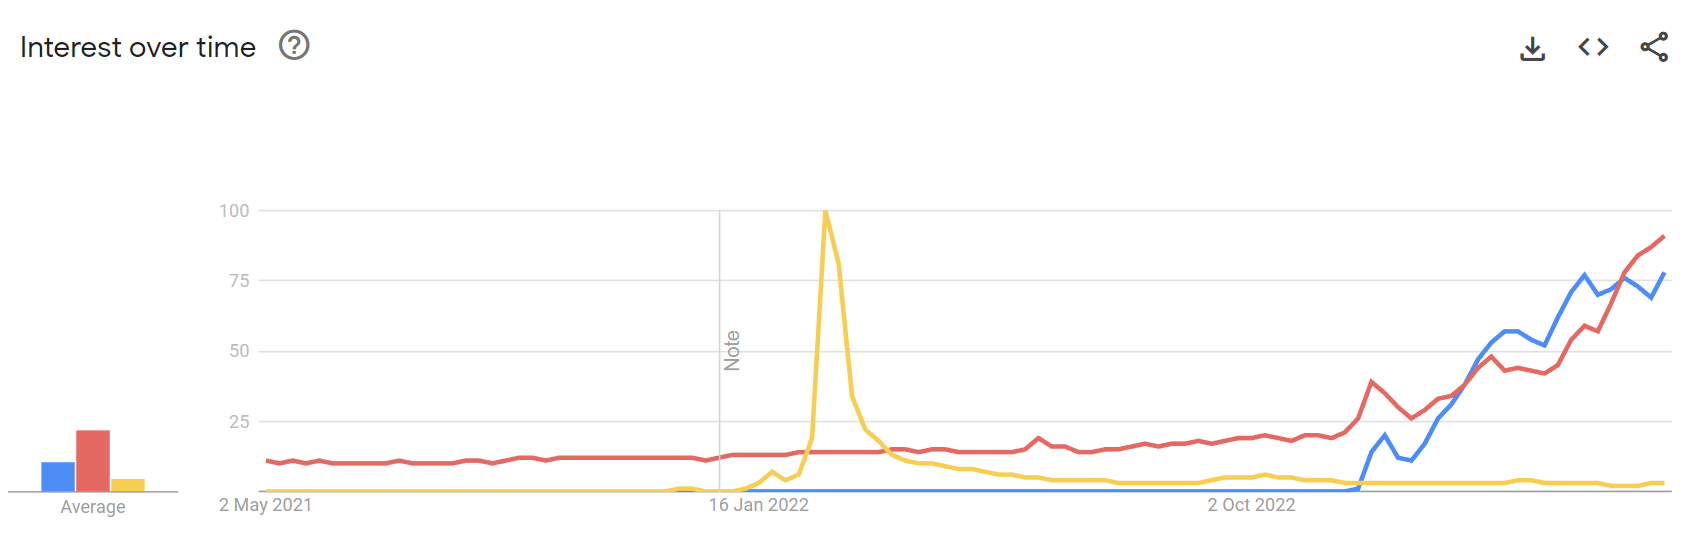 Interest over time
100
75
50
25
Note
Average
2 May 2021
16 Jan 2022
2 Oct 2022